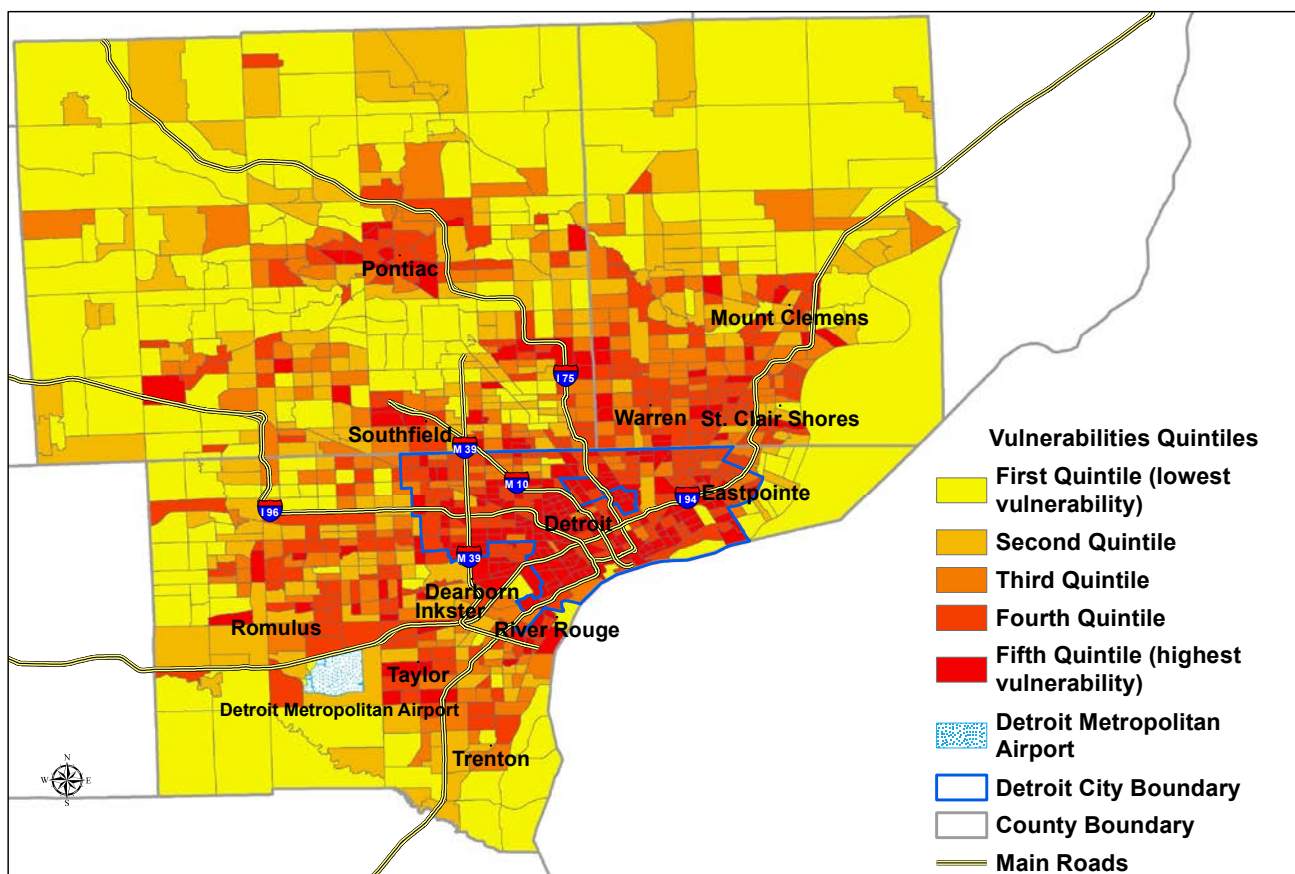 Pontiac
Mount Clemens
I 75
Warren
St. Clair Shores
Southfield
M 39
M 10
I 94
Eastpointe
I 96
Detroit
M 39
Dearborn
Inkster
Romulus
River Rouge
Taylor
Detroit Metropolitan Airport
Trenton
N
W
E
S
Vulnerabilities Quintiles
First Quintile (lowest
vulnerability)
Second Quintile
Third Quintile
Fourth Quintile
Fifth Quintile (highest
vulnerability)
Detroit Metropolitan
Airport
Detroit City Boundary
County Boundary
Main Roads